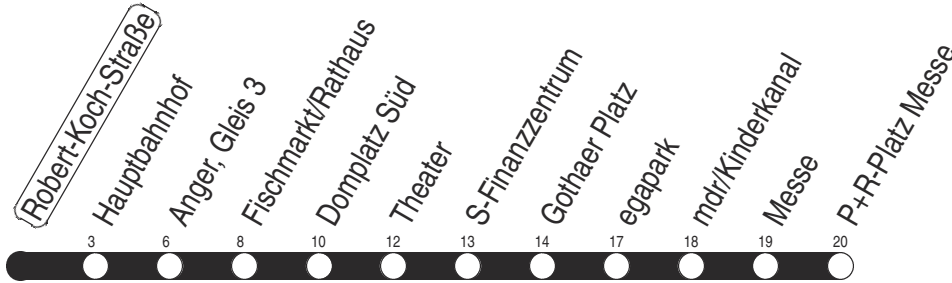 Robert-Koch-Straße
Hauptbahnhof
Anger, Gleis 3
Fischmarkt/Rathaus
Domplatz Süd
Theater
S-Finanzzentrum
Gothaer Platz
egapark
mdr/Kinderkanal
Messe
P+R-Platz Messe
3 6 8 10 12 13 14 17 18 19 20